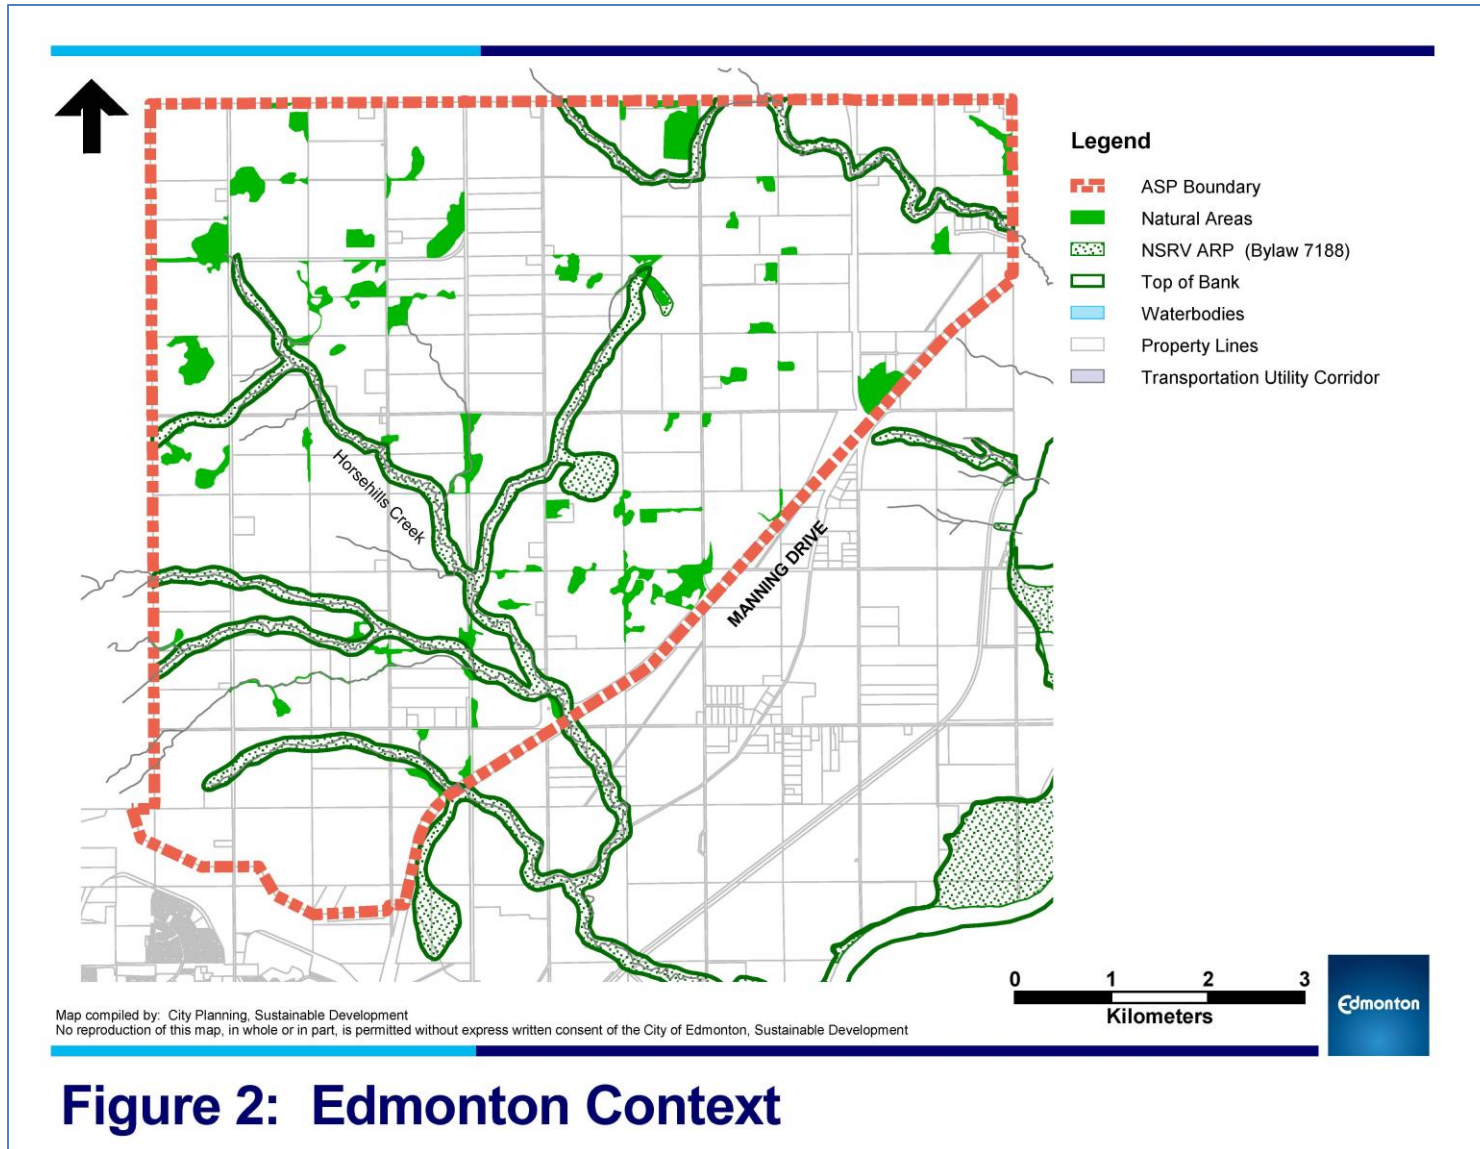 Legend
ASP Boundary
Natural Areas
NSRV ARP (Bylaw 7188)
Top of Bank
Waterbodies
Property Lines
Transportation Utility Corridor
Horsehills Creek
MANNING DRIVE
0 1 2 3
Kilometers
Edmonton
Map compiled by: City Planning, Sustainable Development
No reproduction of this map, in whole or in part, is permitted without express written consent of the City of Edmonton, Sustainable Development
Figure 2: Edmonton Context